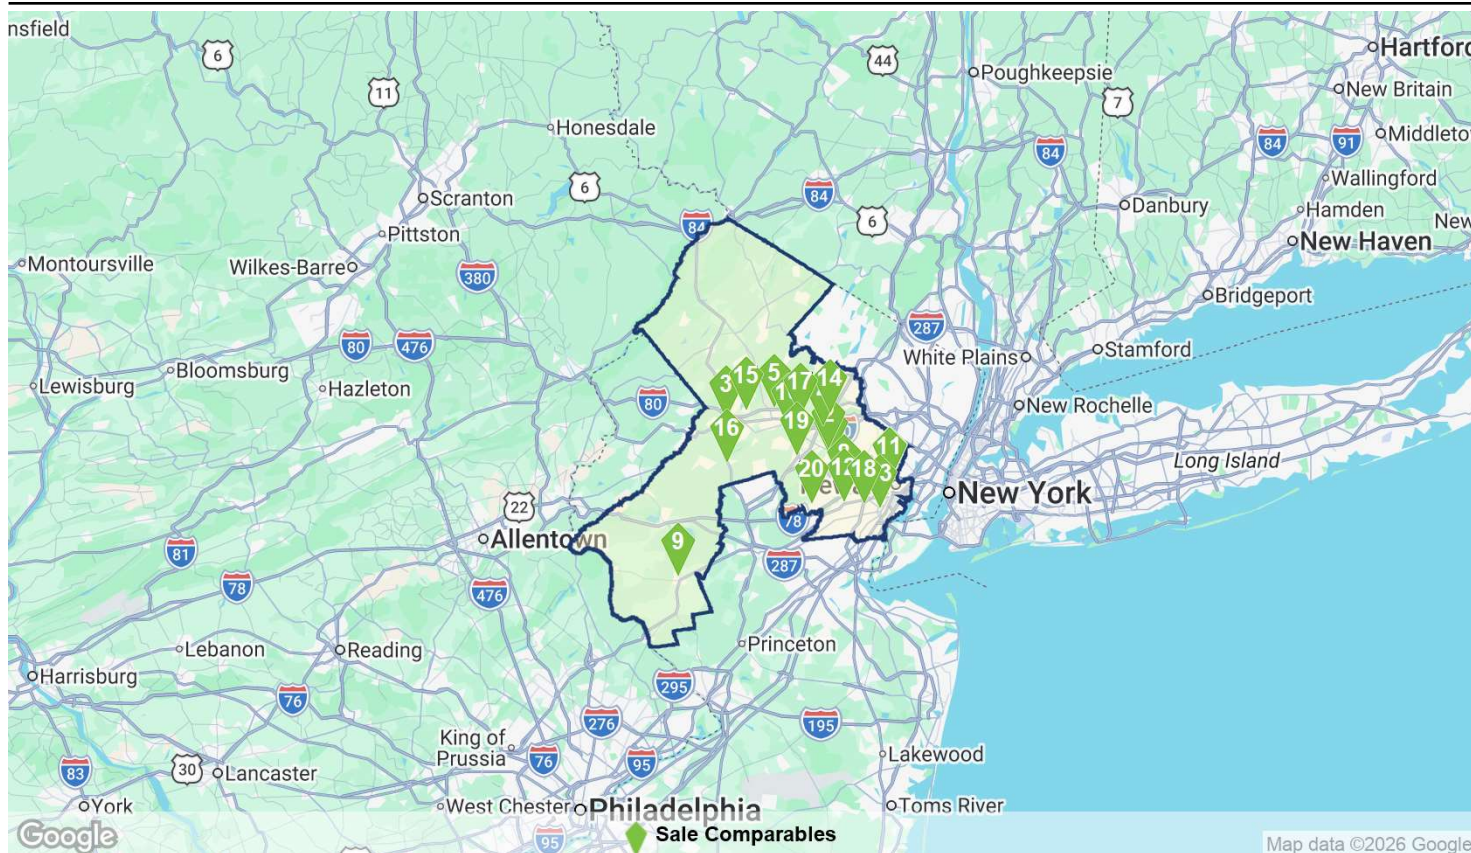 nsfield
6
44
Hartford
Poughkeepsie
11
7
New Britain
Honesdale
84
84
91
Middleto
6
84
Wallingford
Scranton
84
6
Danbury
Hamden
New
Pittston
New Haven
Montoursville
Wilkes-Barre
380
Bridgeport
287
80
476
White Plains
Stamford
Bloomsburg
3
15
5
17
14
Lewisburg
Hazleton
80
New Rochelle
16
19
11
Long Island
20
12
18
3
New York
22
78
Allentown
9
81
287
78
476
Princeton
Lebanon
Reading
Harrisburg
295
76
276
195
King of
Prussia
76
95
Lakewood
83
30
Lancaster
York
West Chester
Philadelphia
Toms River
Google
95
Sale Comparables
Map data ©2026 Google